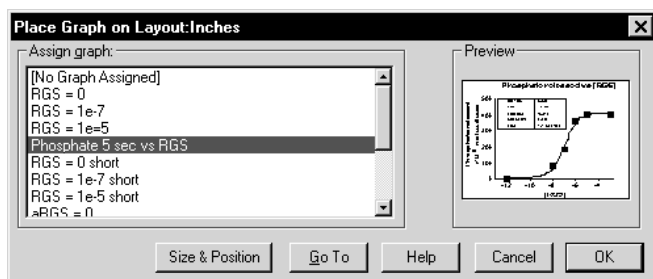 Place Graph on Layout:Inches
Assign graph:
[No Graph Assigned]
RGS = 0
RGS = 1e-7
RGS = 1e=5
Phosphate 5 sec vs RGS
RGS = 0 short
RGS = 1e-7 short
RGS = 1e-5 short
aRGS = 0
Preview
Size & Position
Go To
Help
Cancel
OK